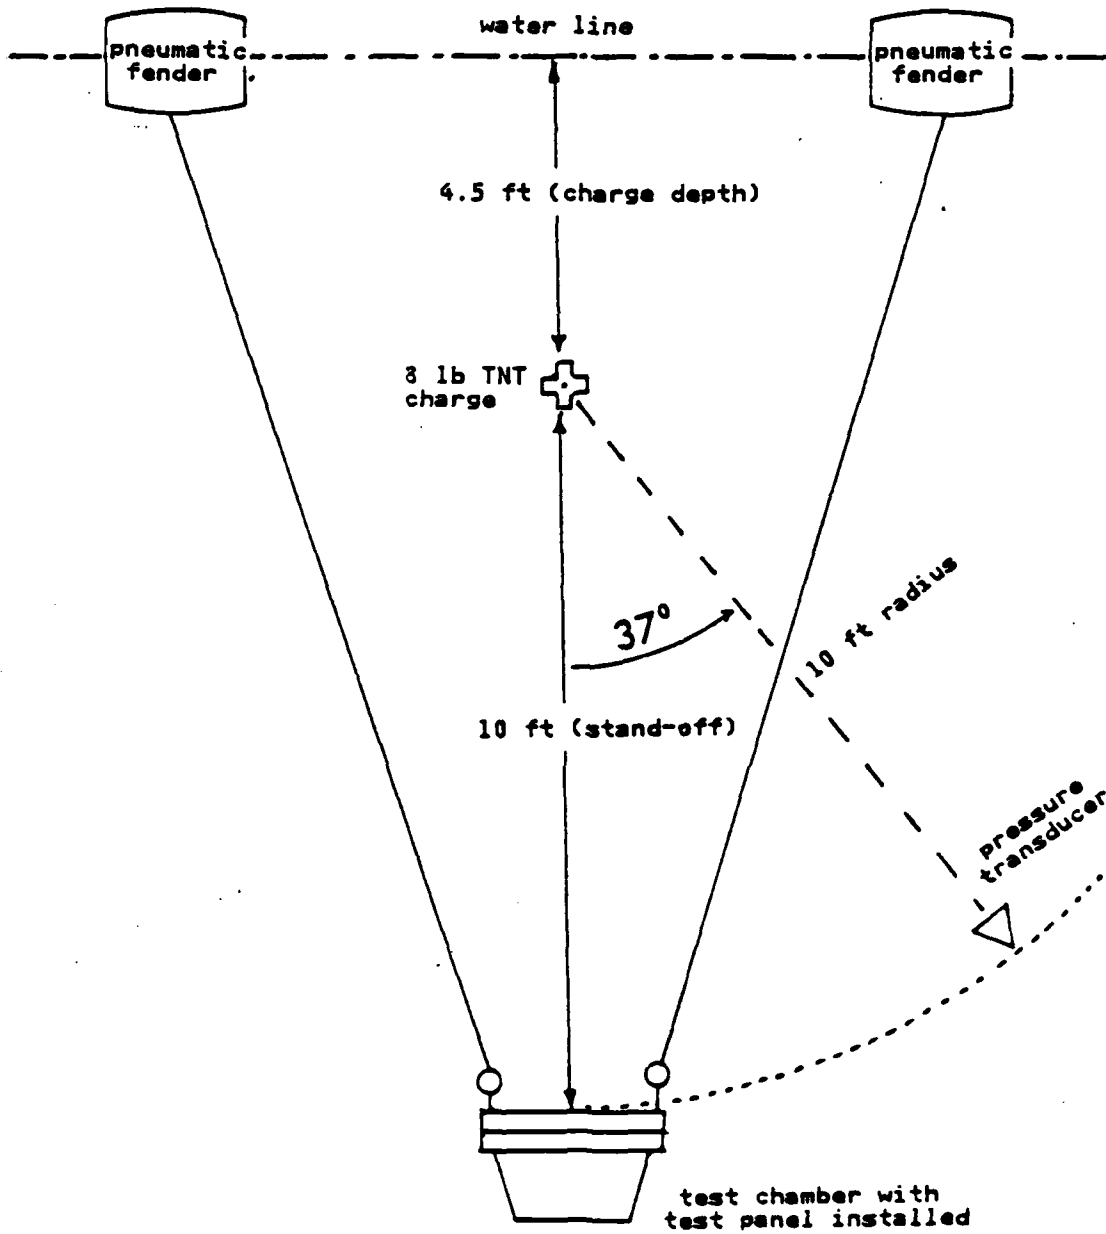 water line
pneumatic
fender
pneumatic
fender
4.5 ft (charge depth)
8 lb TNT
charge
37°
10 ft radius
10 ft (stand-off)
pressure
transducer
test chamber with
test panel installed